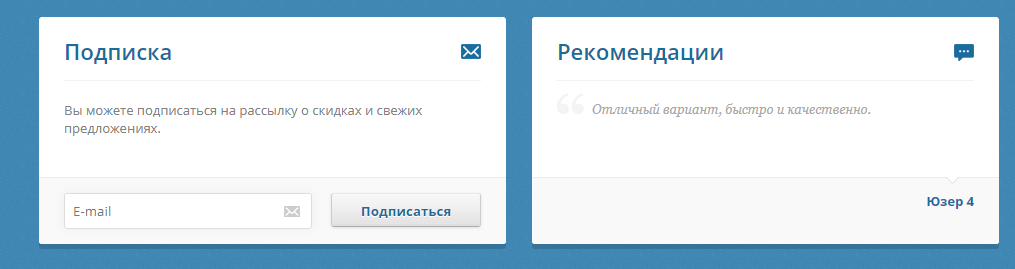 Подписка
Вы можете подписаться на рассылку о скидках и свежих
предложениях.
E-mail
Подписаться
Рекомендации
Отличный вариант, быстро и качественно.
Юзер 4